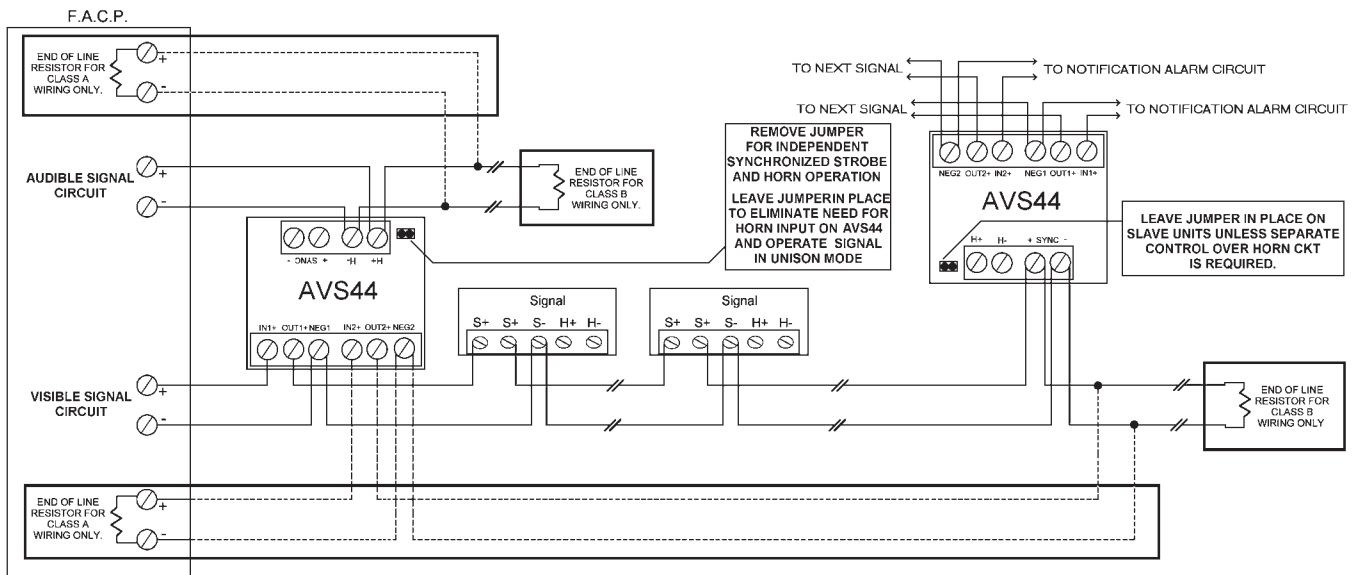 F.A.C.P.
END OF LINE
RESISTOR FOR
CLASS A
WIRING ONLY.
+
-
AUDIBLE SIGNAL
CIRCUIT
+
-
END OF LINE
RESISTOR FOR
CLASS B
WIRING ONLY.
REMOVE JUMPER
FOR INDEPENDENT
SYNCHRONIZED STROBE
AND HORN OPERATION
LEAVE JUMPER IN PLACE
TO ELIMINATE NEED FOR
HORN INPUT ON AVS44
AND OPERATE SIGNAL
IN UNISON MODE
- SYNC + H- H+
AVS44
IN1+ OUT1+ NEG1 IN2+ OUT2+ NEG2
Signal
S+ S+ S- H+ H-
Signal
S+ S+ S- H+ H-
TO NEXT SIGNAL
TO NOTIFICATION ALARM CIRCUIT
TO NEXT SIGNAL
TO NOTIFICATION ALARM CIRCUIT
NEG2 OUT2+ IN2+ NEG1 OUT1+ IN1+
AVS44
H+ H- + SYNC -
LEAVE JUMPER IN PLACE ON
SLAVE UNITS UNLESS SEPARATE
CONTROL OVER HORN CKT
IS REQUIRED.
VISIBLE SIGNAL
CIRCUIT
+
-
END OF LINE
RESISTOR FOR
CLASS B
WIRING ONLY
END OF LINE
RESISTOR FOR
CLASS A
WIRING ONLY.
+
-